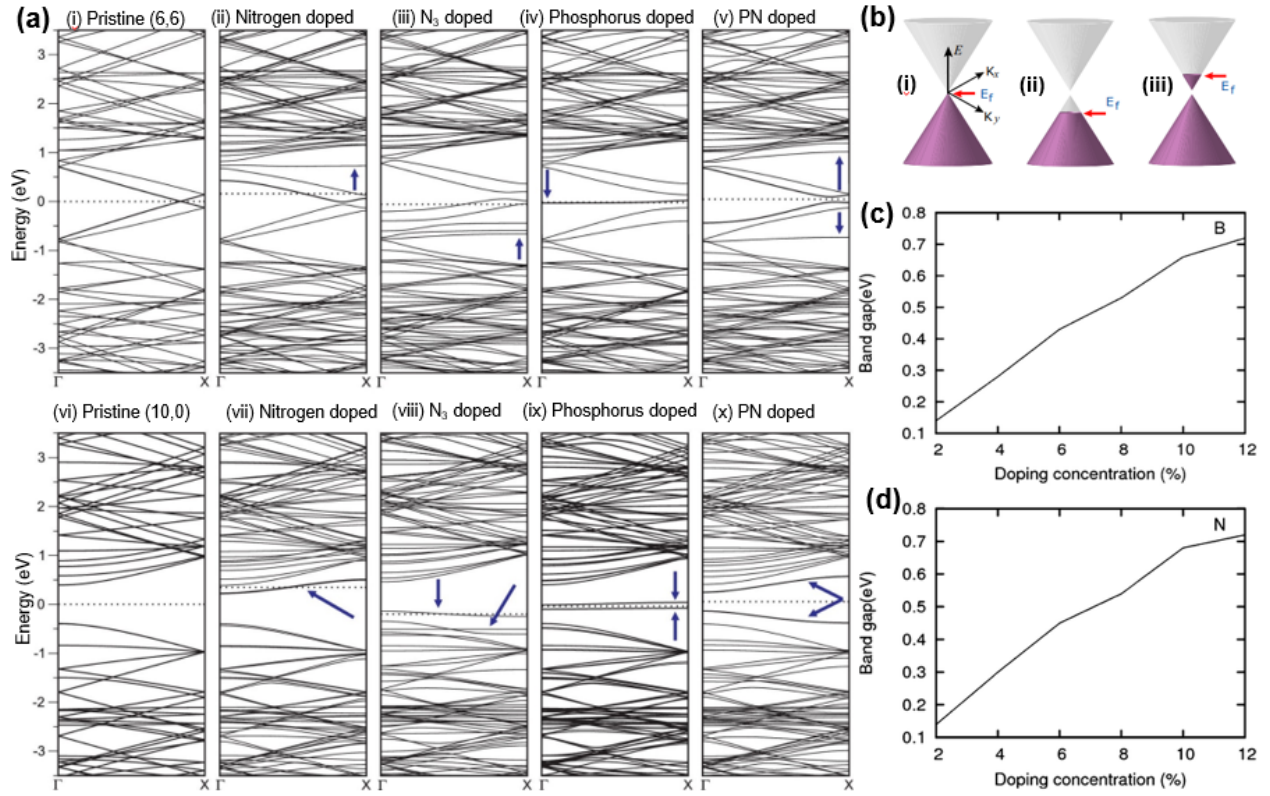 (a)
(i) Pristine (6,6)
(ii) Nitrogen doped
(iii) N3 doped
(iv) Phosphorus doped
(v) PN doped
Energy (eV)
3
2
1
0
-1
-2
-3
Γ X
Γ X
Γ X
Γ X
Γ X
(vi) Pristine (10,0)
(vii) Nitrogen doped
(viii) N3 doped
(ix) Phosphorus doped
(x) PN doped
Energy (eV)
3
2
1
0
-1
-2
-3
Γ X
Γ X
Γ X
Γ X
Γ X
(b)
(i)
E
Kx
Ef
Ky
(ii)
Ef
(iii)
Ef
(c)
B
Band gap(eV)
0.8
0.7
0.6
0.5
0.4
0.3
0.2
0.1
2 4 6 8 10 12
Doping concentration (%)
(d)
N
Band gap(eV)
0.8
0.7
0.6
0.5
0.4
0.3
0.2
0.1
2 4 6 8 10 12
Doping concentration (%)